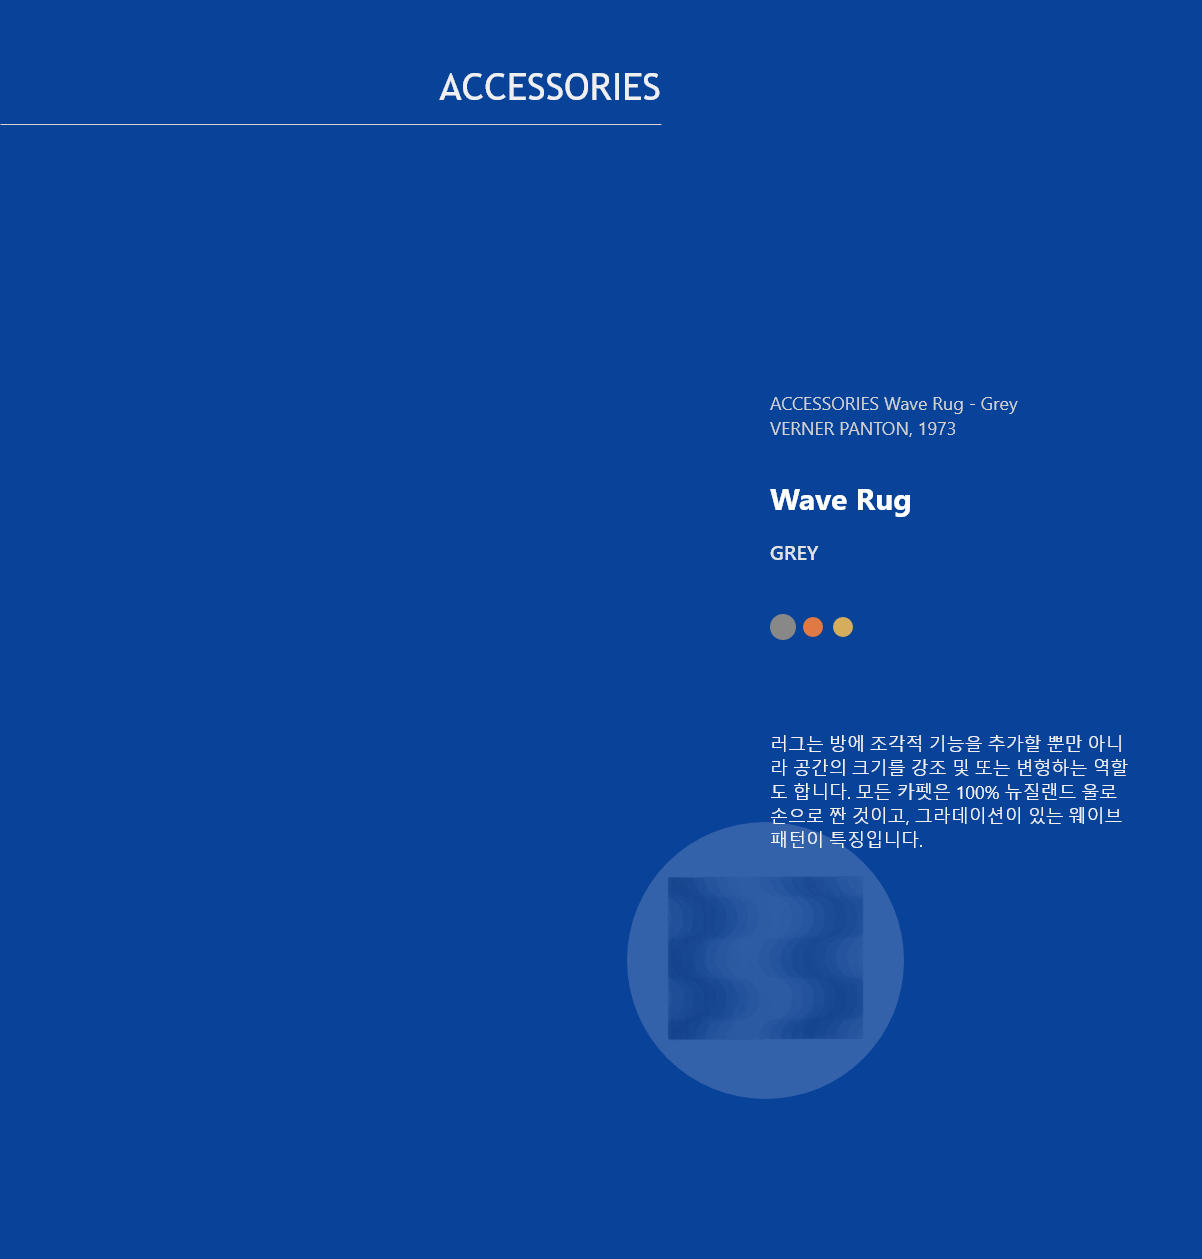 ACCESSORIES
ACCESSORIES Wave Rug - Grey
VERNER PANTON, 1973
Wave Rug
GREY
러그는 방에 조각적 기능을 추가할 뿐만 아니
라 공간의 크기를 강조 및 또는 변형하는 역할
도 합니다. 모든 카펫은 100% 뉴질랜드 울로
손으로 짠 것이고, 그라데이션이 있는 웨이브
패턴이 특징입니다.